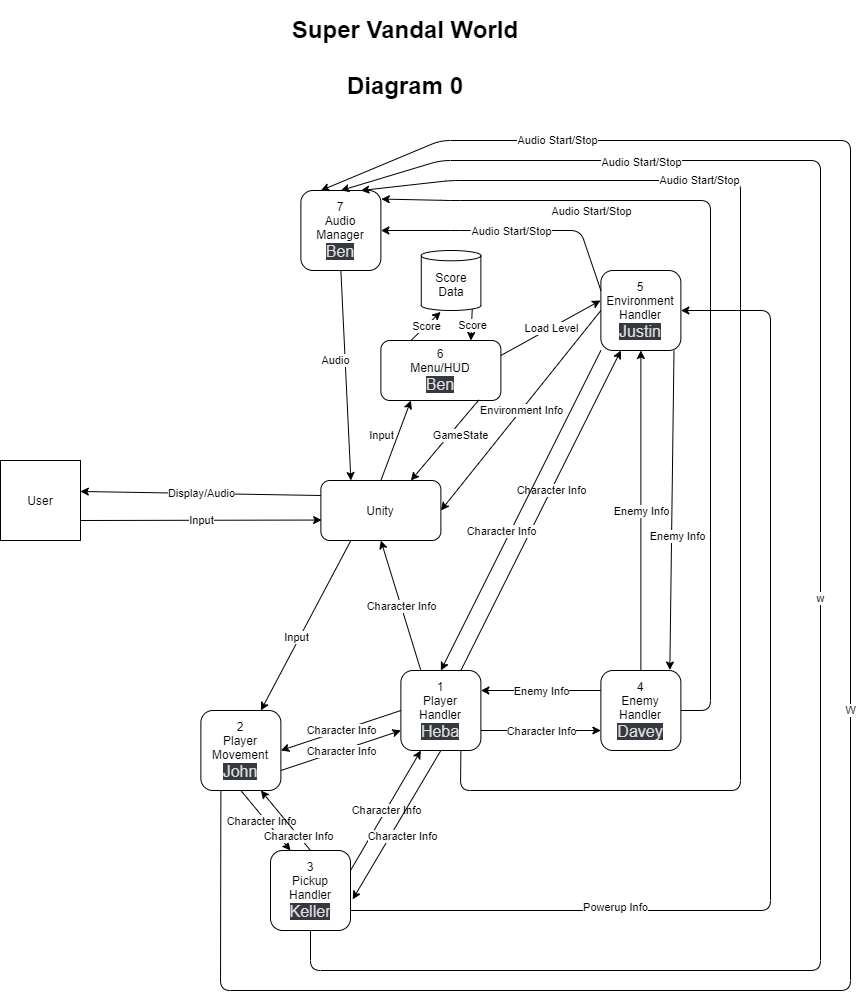 Super Vandal World
Diagram 0
Audio Start/Stop
Audio Start/Stop
Audio Start/Stop
Audio Start/Stop
Audio Start/Stop
7
Audio
Manager
Ben
Score
Data
5
Environment
Handler
Justin
Score
Score
Load Level
6
Menu/HUD
Ben
Audio
Environment Info
Input
GameState
User
Display/Audio
Input
Unity
Character Info
Character Info
Enemy Info
Enemy Info
Character Info
w
Input
1
Player
Handler
Heba
Enemy Info
Character Info
4
Enemy
Handler
Davey
W
2
Player
Movement
John
Character Info
Character Info
Character Info
Character Info
Character Info
Character Info
3
Pickup
Handler
Keller
Powerup Info